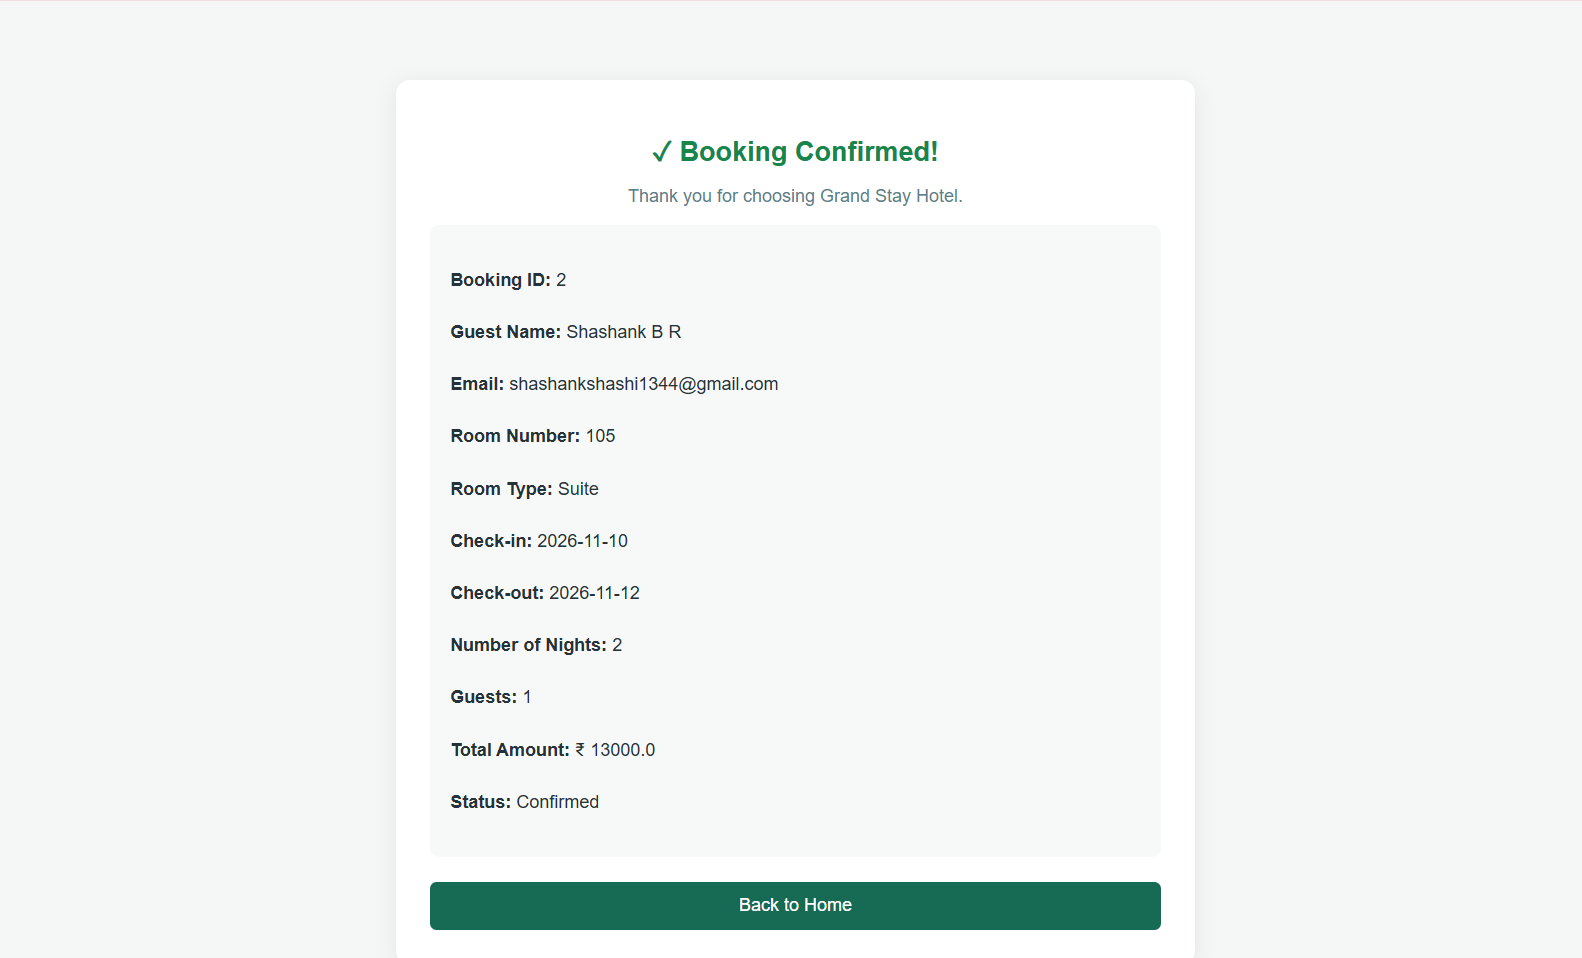 ✓ Booking Confirmed!
Thank you for choosing Grand Stay Hotel.
Booking ID: 2
Guest Name: Shashank B R
Email: shashankshashi1344@gmail.com
Room Number: 105
Room Type: Suite
Check-in: 2026-11-10
Check-out: 2026-11-12
Number of Nights: 2
Guests: 1
Total Amount: ₹ 13000.0
Status: Confirmed
Back to Home